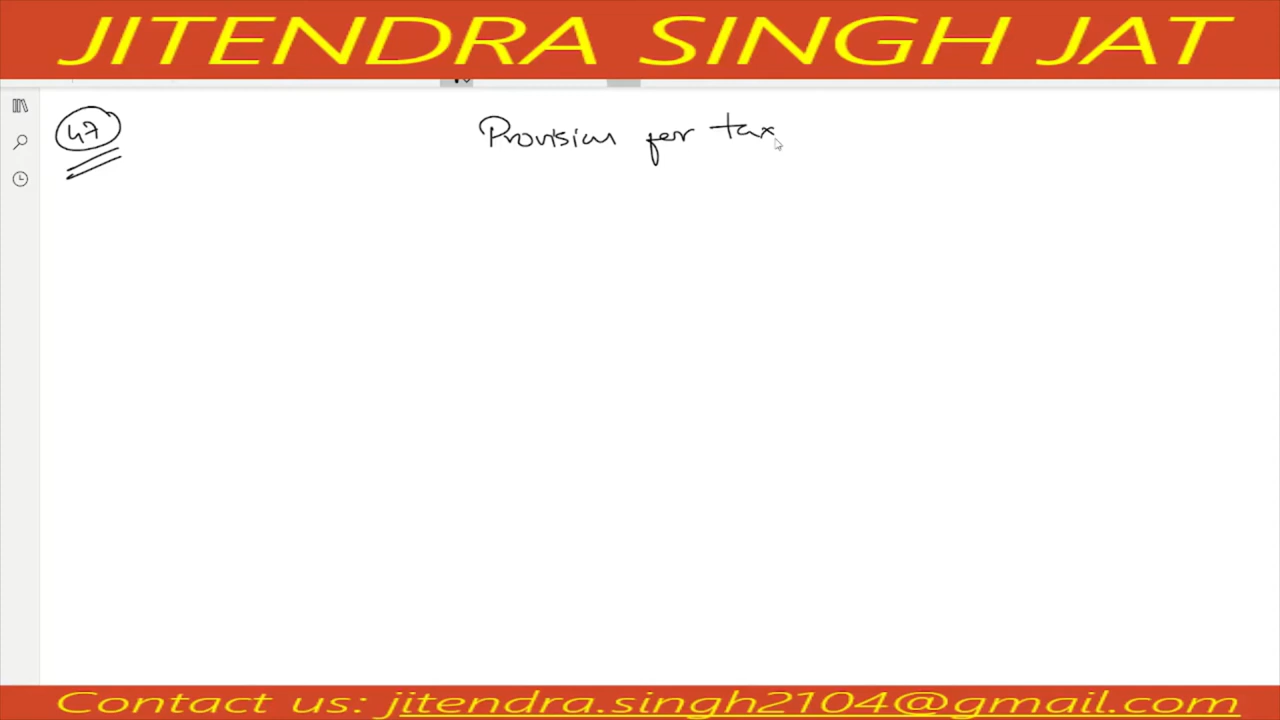 JITENDRA SINGH JAT
47
Provision for tax
Contact us: jitendra.singh2104@gmail.com